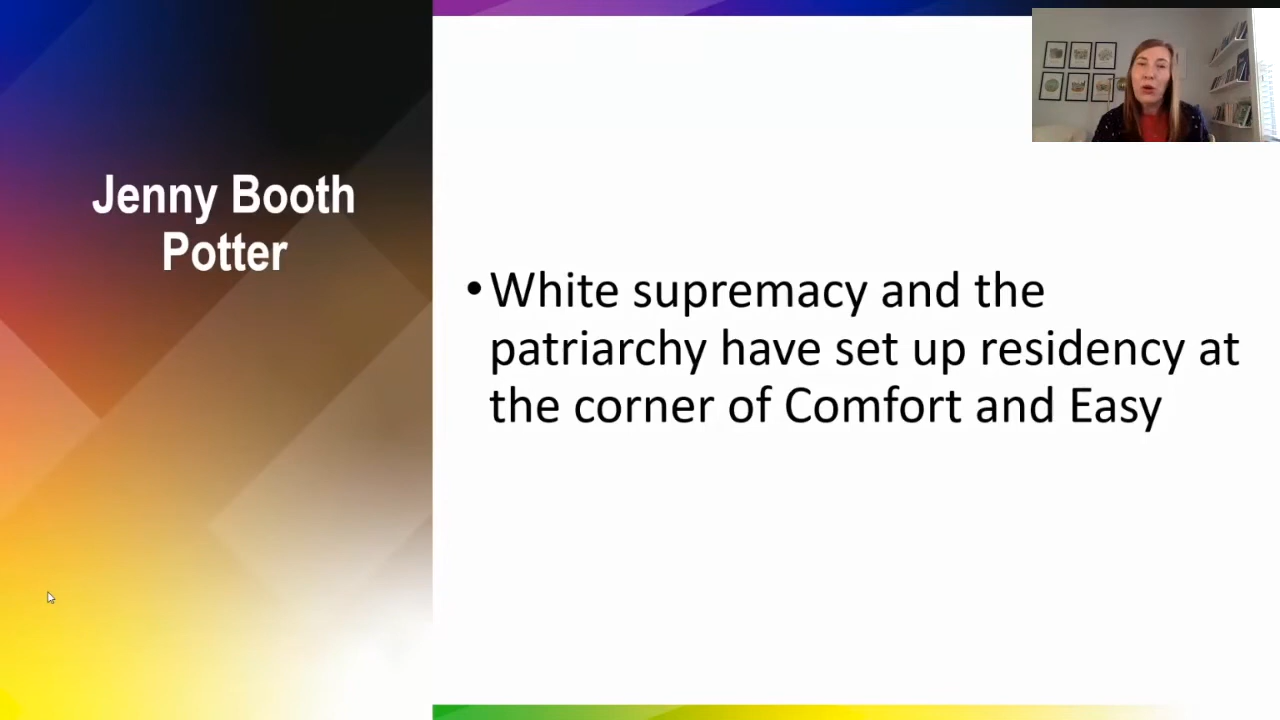 Jenny Booth
Potter
•White supremacy and the
patriarchy have set up residency at
the corner of Comfort and Easy